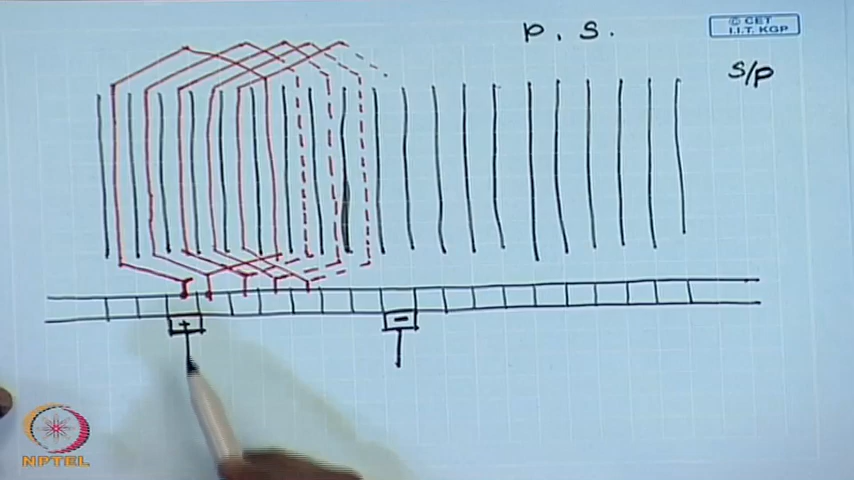 P. S.
© CET
I.I.T. KGP
S/P
+
-
NPTEL